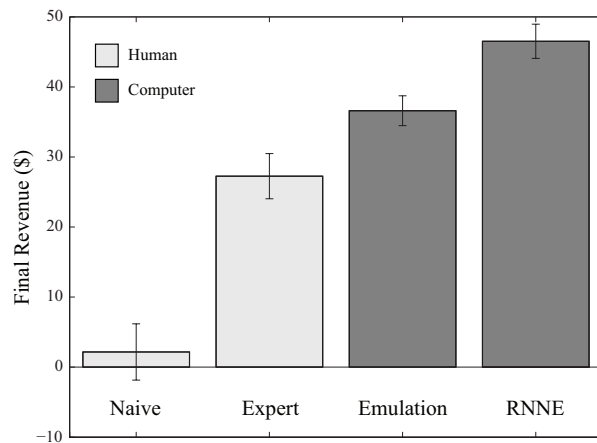 50
Human
Computer
40
30
20
10
0
−10
Final Revenue ($)
Naive Expert Emulation RNNE